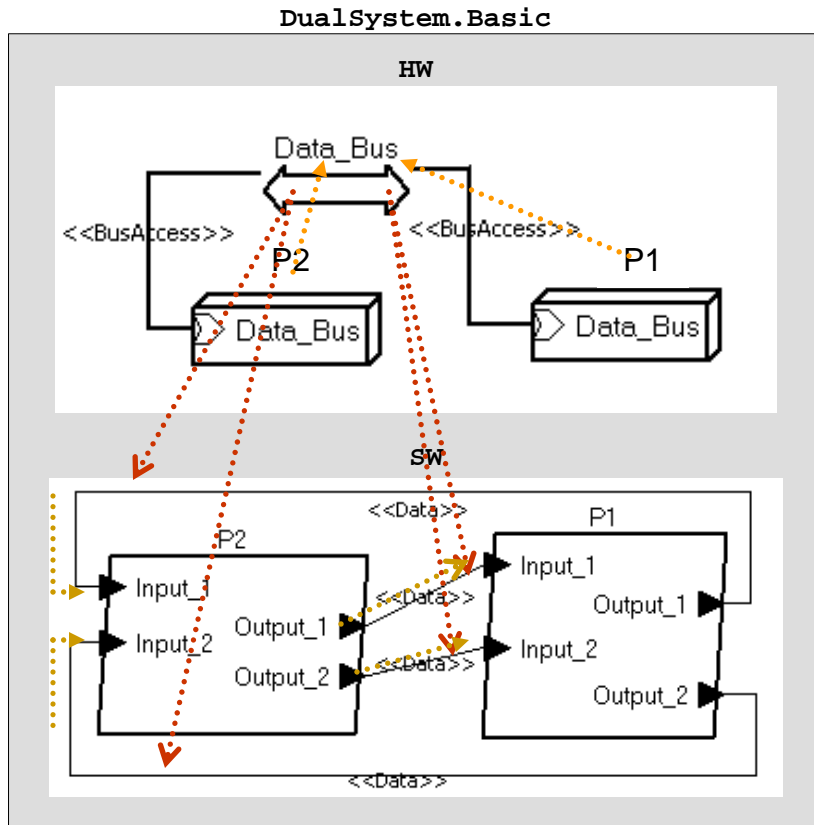 DualSystem.Basic
HW
Data_Bus
<<BusAccess>>
<<BusAccess>>
P2
P1
Data_Bus
Data_Bus
SW
<<Data>>
P2
P1
Input_1
Input_1
<<Data>>
Output_1
Output_1
Input_2
Input_2
<<Data>>
Output_2
Output_2
<<Data>>